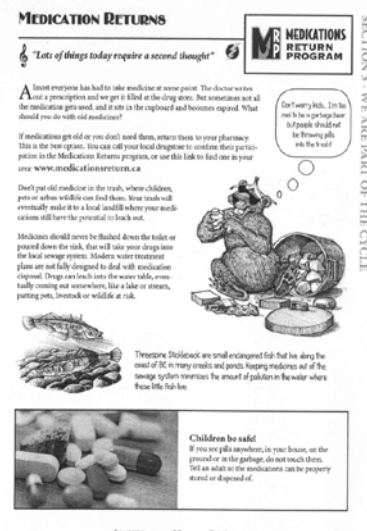 MEDICATION RETURNS
"Lots of things today require a second thought"
MEDICATIONS
RETURN
PROGRAM
MRP
SECTION 3 - WE ARE PART OF THE CYCLE
Almost everyone has had to take medicine at some point. The doctor writes
out a prescription and we get it filled at the drug store. But sometimes not all
the medication gets used, and it sits in the cupboard and becomes expired. What
should you do with old medicines?
Don't worry kids.. I'm too
cool to be a garbage bear
but people should not
be throwing pills
into the trash!
If medications get old or you don't need them, return them to your pharmacy.
This is the best option. You can call your local drugstore to confirm their partici-
pation in the Medications Returns program, or use this link to find one in your
area: www.medicationsreturn.ca
Don't put old medicine in the trash, where children,
pets or urban wildlife can find them. Your trash will
eventually make it to a local landfill where your medi-
cations still have the potential to leach out.
Medicines should never be flushed down the toilet or
poured down the sink, that will take your drugs into
the local sewage system. Modern water treatment
plans are not fully designed to deal with medication
disposal. Drugs can leach into the water table, even-
tually coming out somewhere, like a lake or stream,
putting pets, livestock or wildlife at risk.
Threespine Stickleback are small endangered fish that live along the
coast of BC in many creeks and ponds. Keeping medicines out of the
sewage system minimizes the amount of pollution in the water where
these little fish live.
Children be safe!
If you see pills anywhere, in your house, on the
ground or in the garbage, do not touch them.
Tell an adult so the medications can be properly
stored or disposed of.